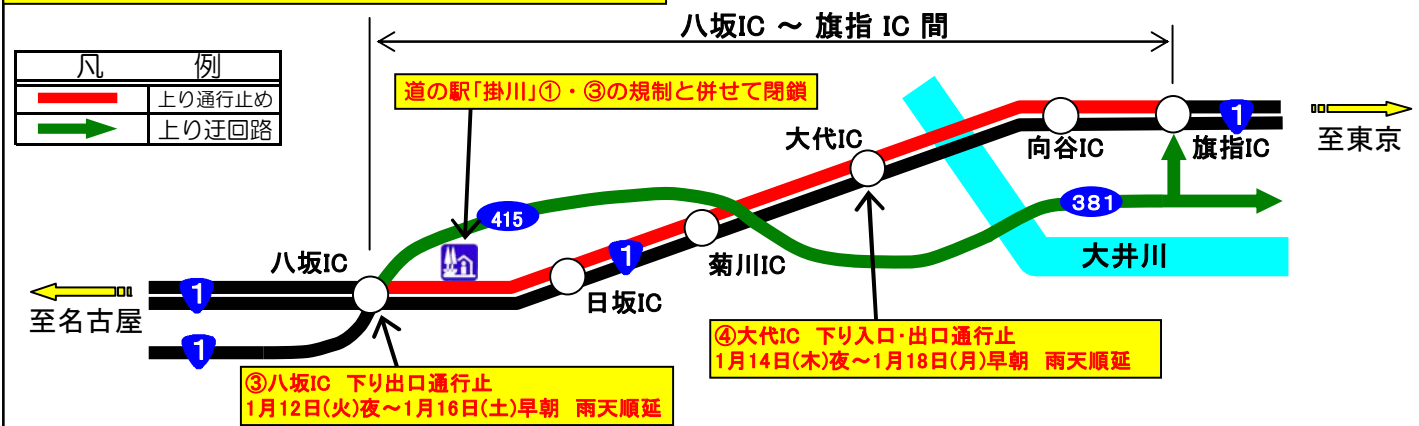 八坂IC ～ 旗指 IC 間
凡 例
上り通行止め
上り迂回路
道の駅「掛川」①・③の規制と併せて閉鎖
大代IC
向谷IC
1
旗指IC
至東京
415
381
八坂IC
1
菊川IC
大井川
1
日坂IC
至名古屋
1
④大代IC 下り入口・出口通行止
1月14日(木)夜～1月18日(月)早朝 雨天順延
③八坂IC 下り出口通行止
1月12日(火)夜～1月16日(土)早朝 雨天順延